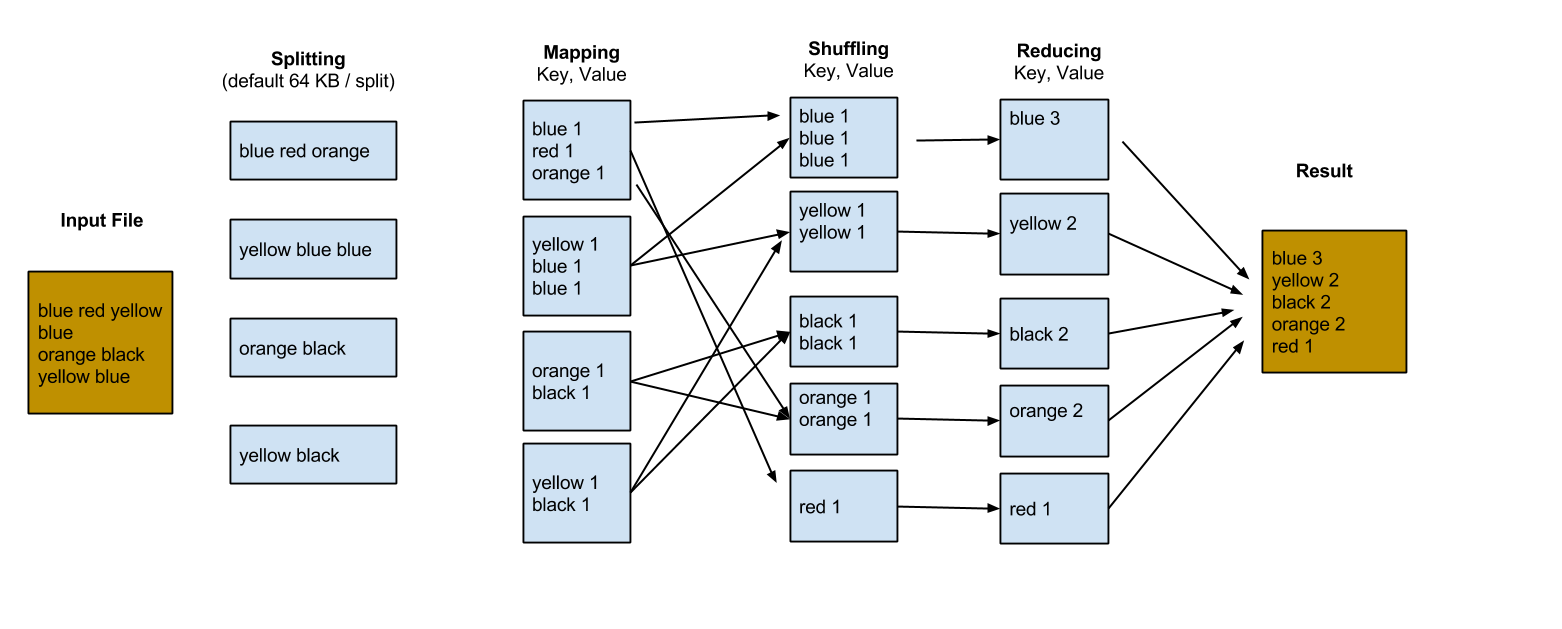 Input File
blue red yellow
blue
orange black
yellow blue
Splitting
(default 64 KB / split)
blue red orange
yellow blue blue
orange black
yellow black
Mapping
Key, Value
blue 1
red 1
orange 1
yellow 1
blue 1
blue 1
orange 1
black 1
yellow 1
black 1
Shuffling
Key, Value
blue 1
blue 1
blue 1
yellow 1
yellow 1
black 1
black 1
orange 1
orange 1
red 1
Reducing
Key, Value
blue 3
yellow 2
black 2
orange 2
red 1
Result
blue 3
yellow 2
black 2
orange 2
red 1